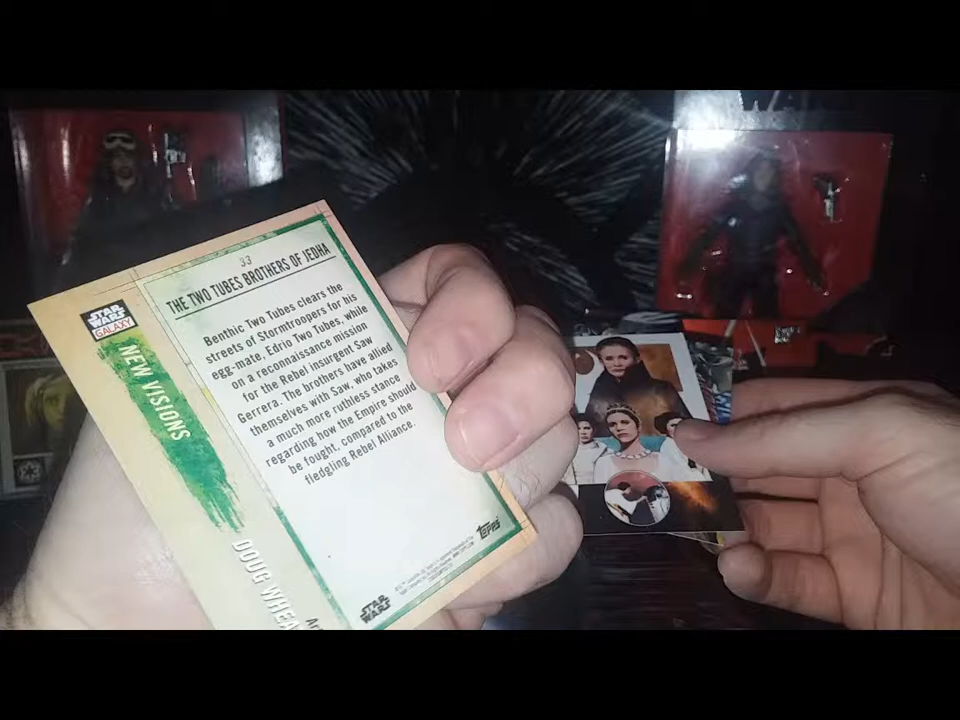 33
THE TWO TUBES BROTHERS OF JEDHA
Benthic Two Tubes clears the
streets of Stormtroopers for his
egg-mate, Edrio Two Tubes, while
on a reconnaissance mission
for the Rebel insurgent Saw
Gerrera. The brothers have allied
themselves with Saw, who takes
a much more ruthless stance
regarding how the Empire should
be fought, compared to the
fledgling Rebel Alliance.
STAR WARS
GALAXY
NEW VISIONS
DOUG
Topps
STAR WARS